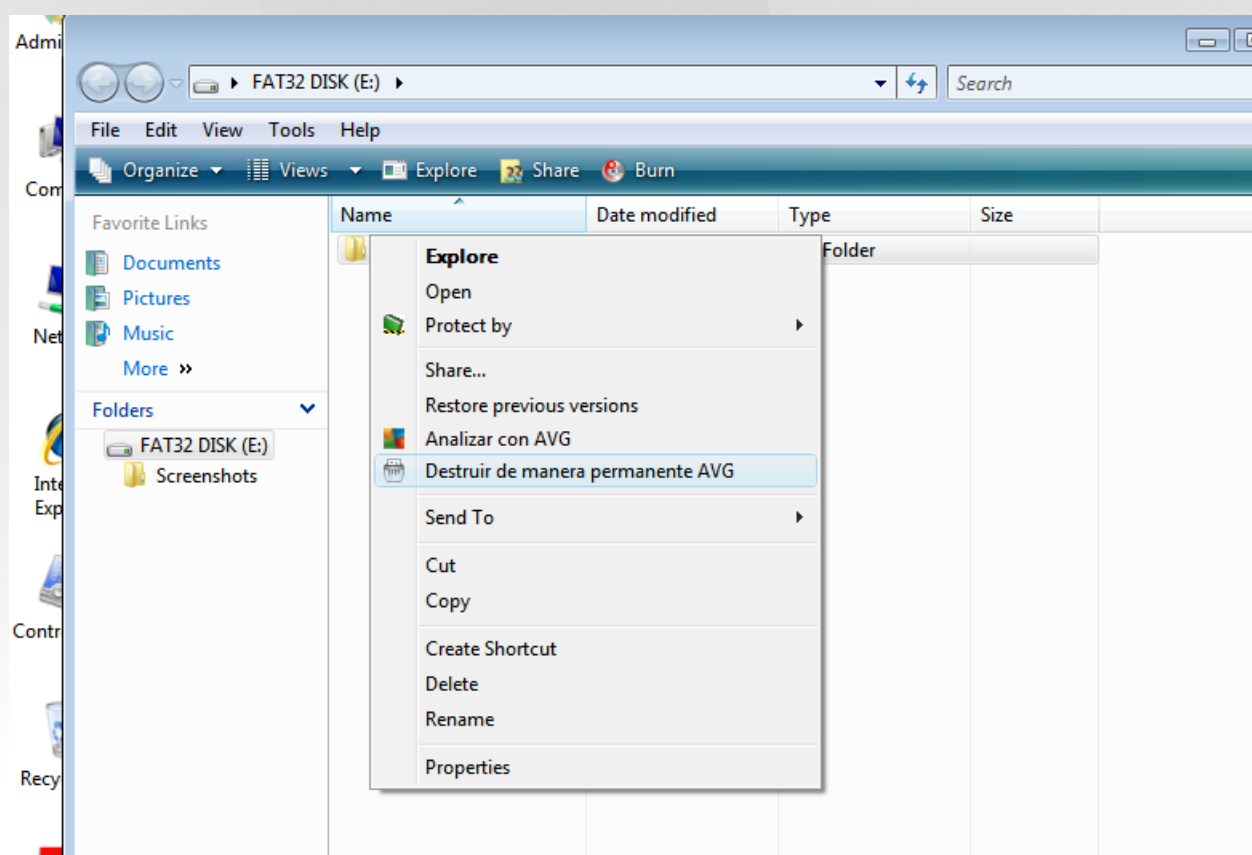 Admi
FAT32 DISK (E:)
Search
File Edit View Tools Help
Organize Views Explore Share Burn
Com
Favorite Links
Name Date modified Type Size
Folder
Documents
Pictures
Music
More »
Net
Folders
FAT32 DISK (E:)
Screenshots
Inte
Exp
Contr
Recy
Explore
Open
Protect by
Share...
Restore previous versions
Analizar con AVG
Destruir de manera permanente AVG
Send To
Cut
Copy
Create Shortcut
Delete
Rename
Properties